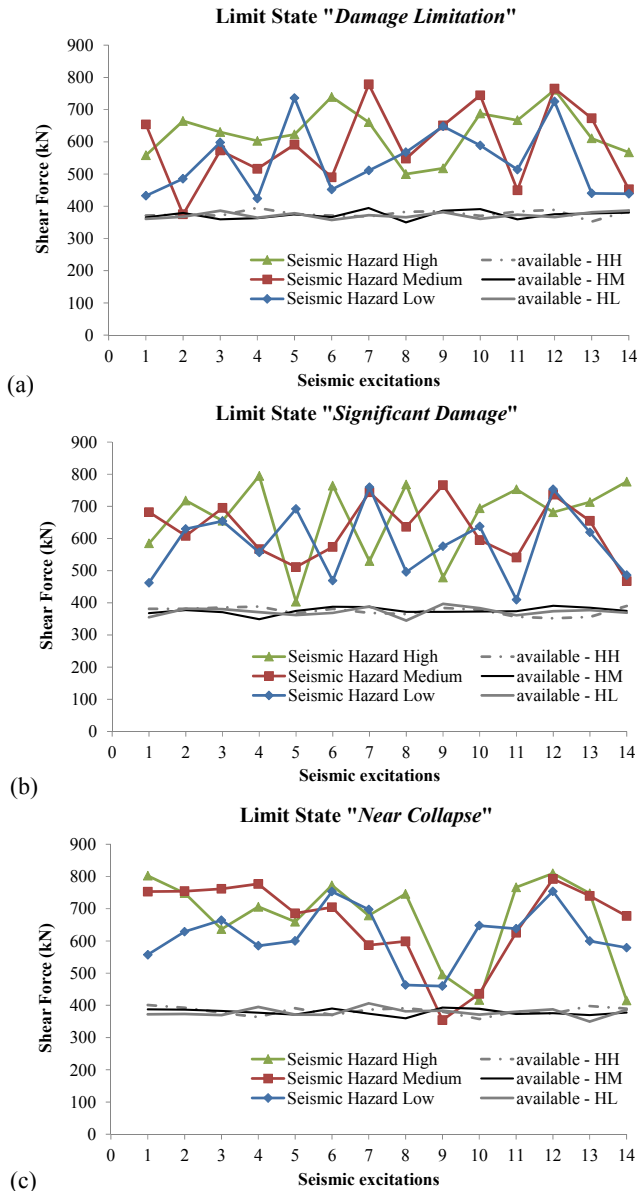 Limit State "Damage Limitation"
900
800
700
600
500
400
300
200
100
0
Shear Force (kN)
Seismic Hazard High
available - HH
Seismic Hazard Medium
available - HM
Seismic Hazard Low
available - HL
0 1 2 3 4 5 6 7 8 9 10 11 12 13 14
Seismic excitations
(a)
Limit State "Significant Damage"
900
800
700
600
500
400
300
200
100
0
Shear Force (kN)
Seismic Hazard High
available - HH
Seismic Hazard Medium
available - HM
Seismic Hazard Low
available - HL
0 1 2 3 4 5 6 7 8 9 10 11 12 13 14
Seismic excitations
(b)
Limit State "Near Collapse"
900
800
700
600
500
400
300
200
100
0
Shear Force (kN)
Seismic Hazard High
available - HH
Seismic Hazard Medium
available - HM
Seismic Hazard Low
available - HL
0 1 2 3 4 5 6 7 8 9 10 11 12 13 14
Seismic excitations
(c)